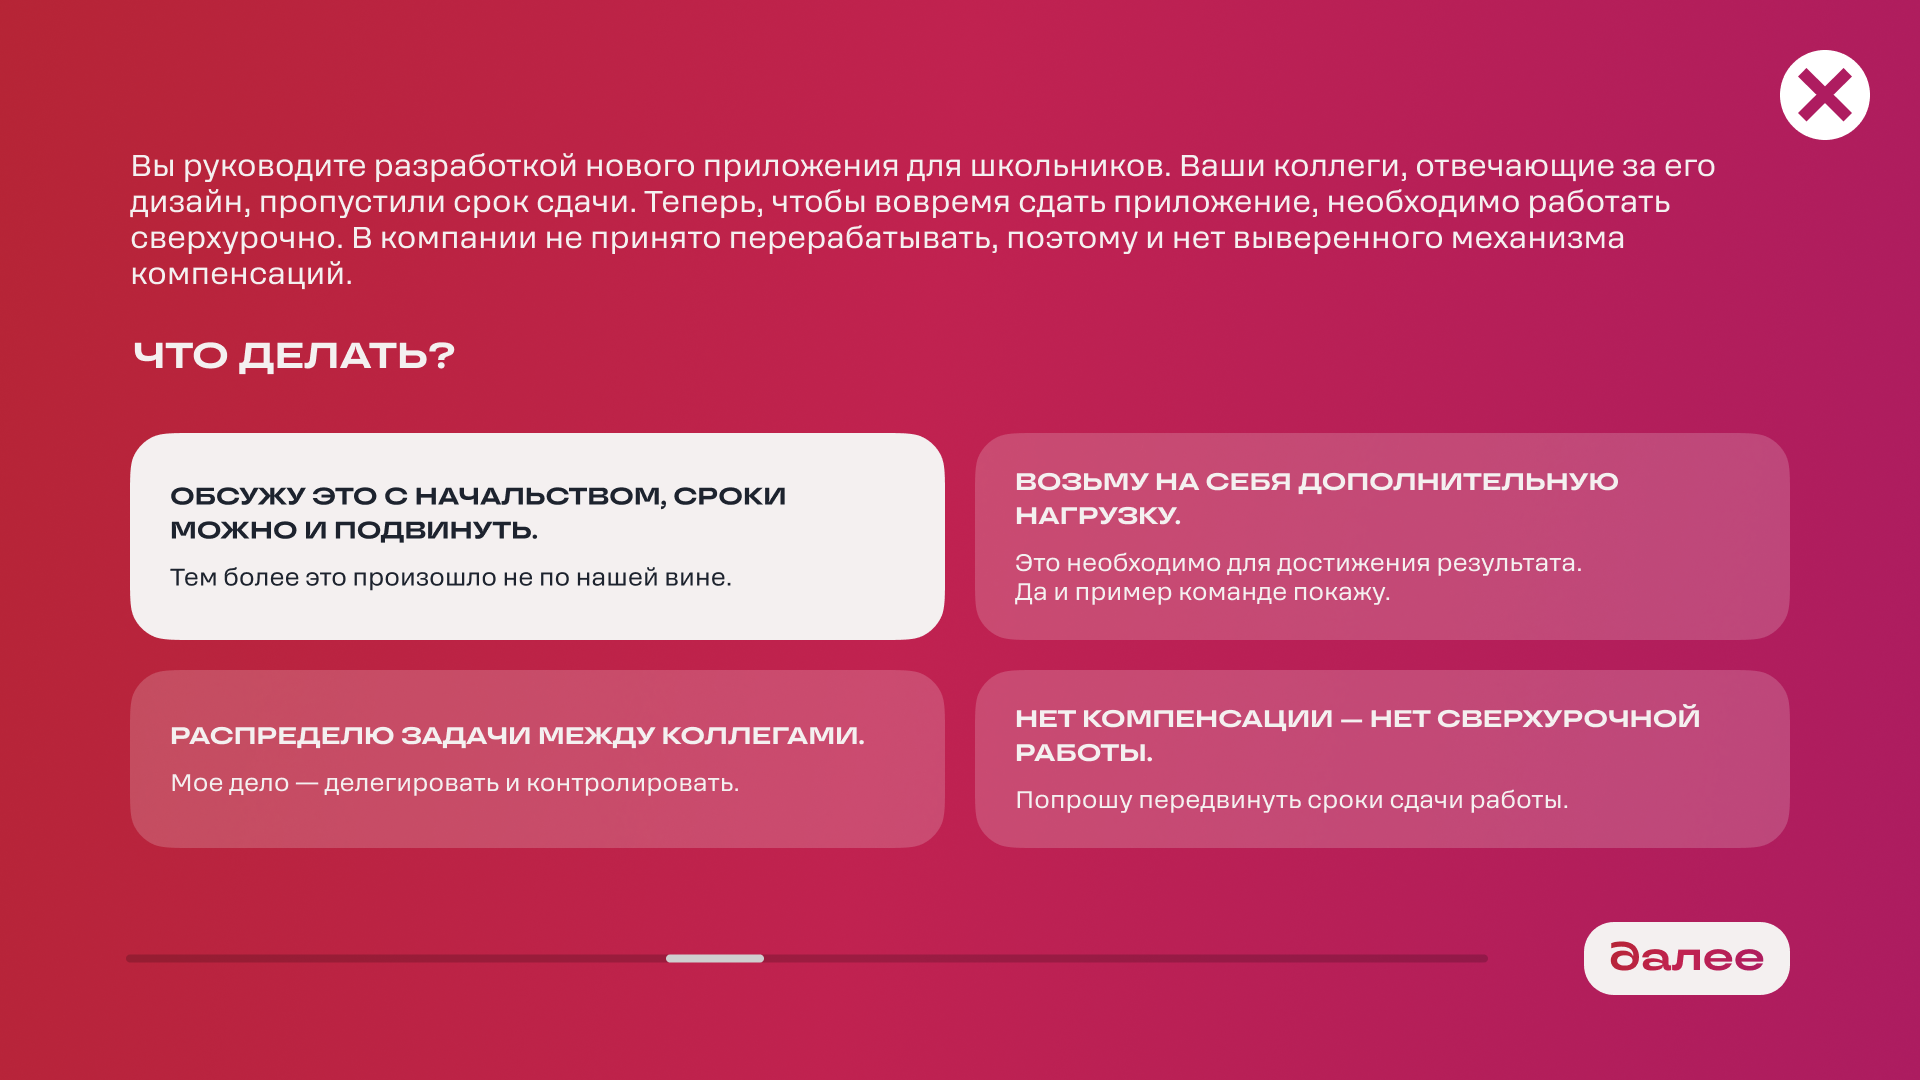 Вы руководите разработкой нового приложения для школьников. Ваши коллеги, отвечающие за его
дизайн, пропустили срок сдачи. Теперь, чтобы вовремя сдать приложение, необходимо работать
сверхурочно. В компании не принято перерабатывать, поэтому и нет выверенного механизма
компенсаций.
ЧТО ДЕЛАТЬ?
ОБСУЖУ ЭТО С НАЧАЛЬСТВОМ, СРОКИ
МОЖНО И ПОДВИНУТЬ.
Тем более это произошло не по нашей вине.
ВОЗЬМУ НА СЕБЯ ДОПОЛНИТЕЛЬНУЮ
НАГРУЗКУ.
Это необходимо для достижения результата.
Да и пример команде покажу.
РАСПРЕДЕЛЮ ЗАДАЧИ МЕЖДУ КОЛЛЕГАМИ.
Мое дело — делегировать и контролировать.
НЕТ КОМПЕНСАЦИИ — НЕТ СВЕРХУРОЧНОЙ
РАБОТЫ.
Попрошу передвинуть сроки сдачи работы.
далее